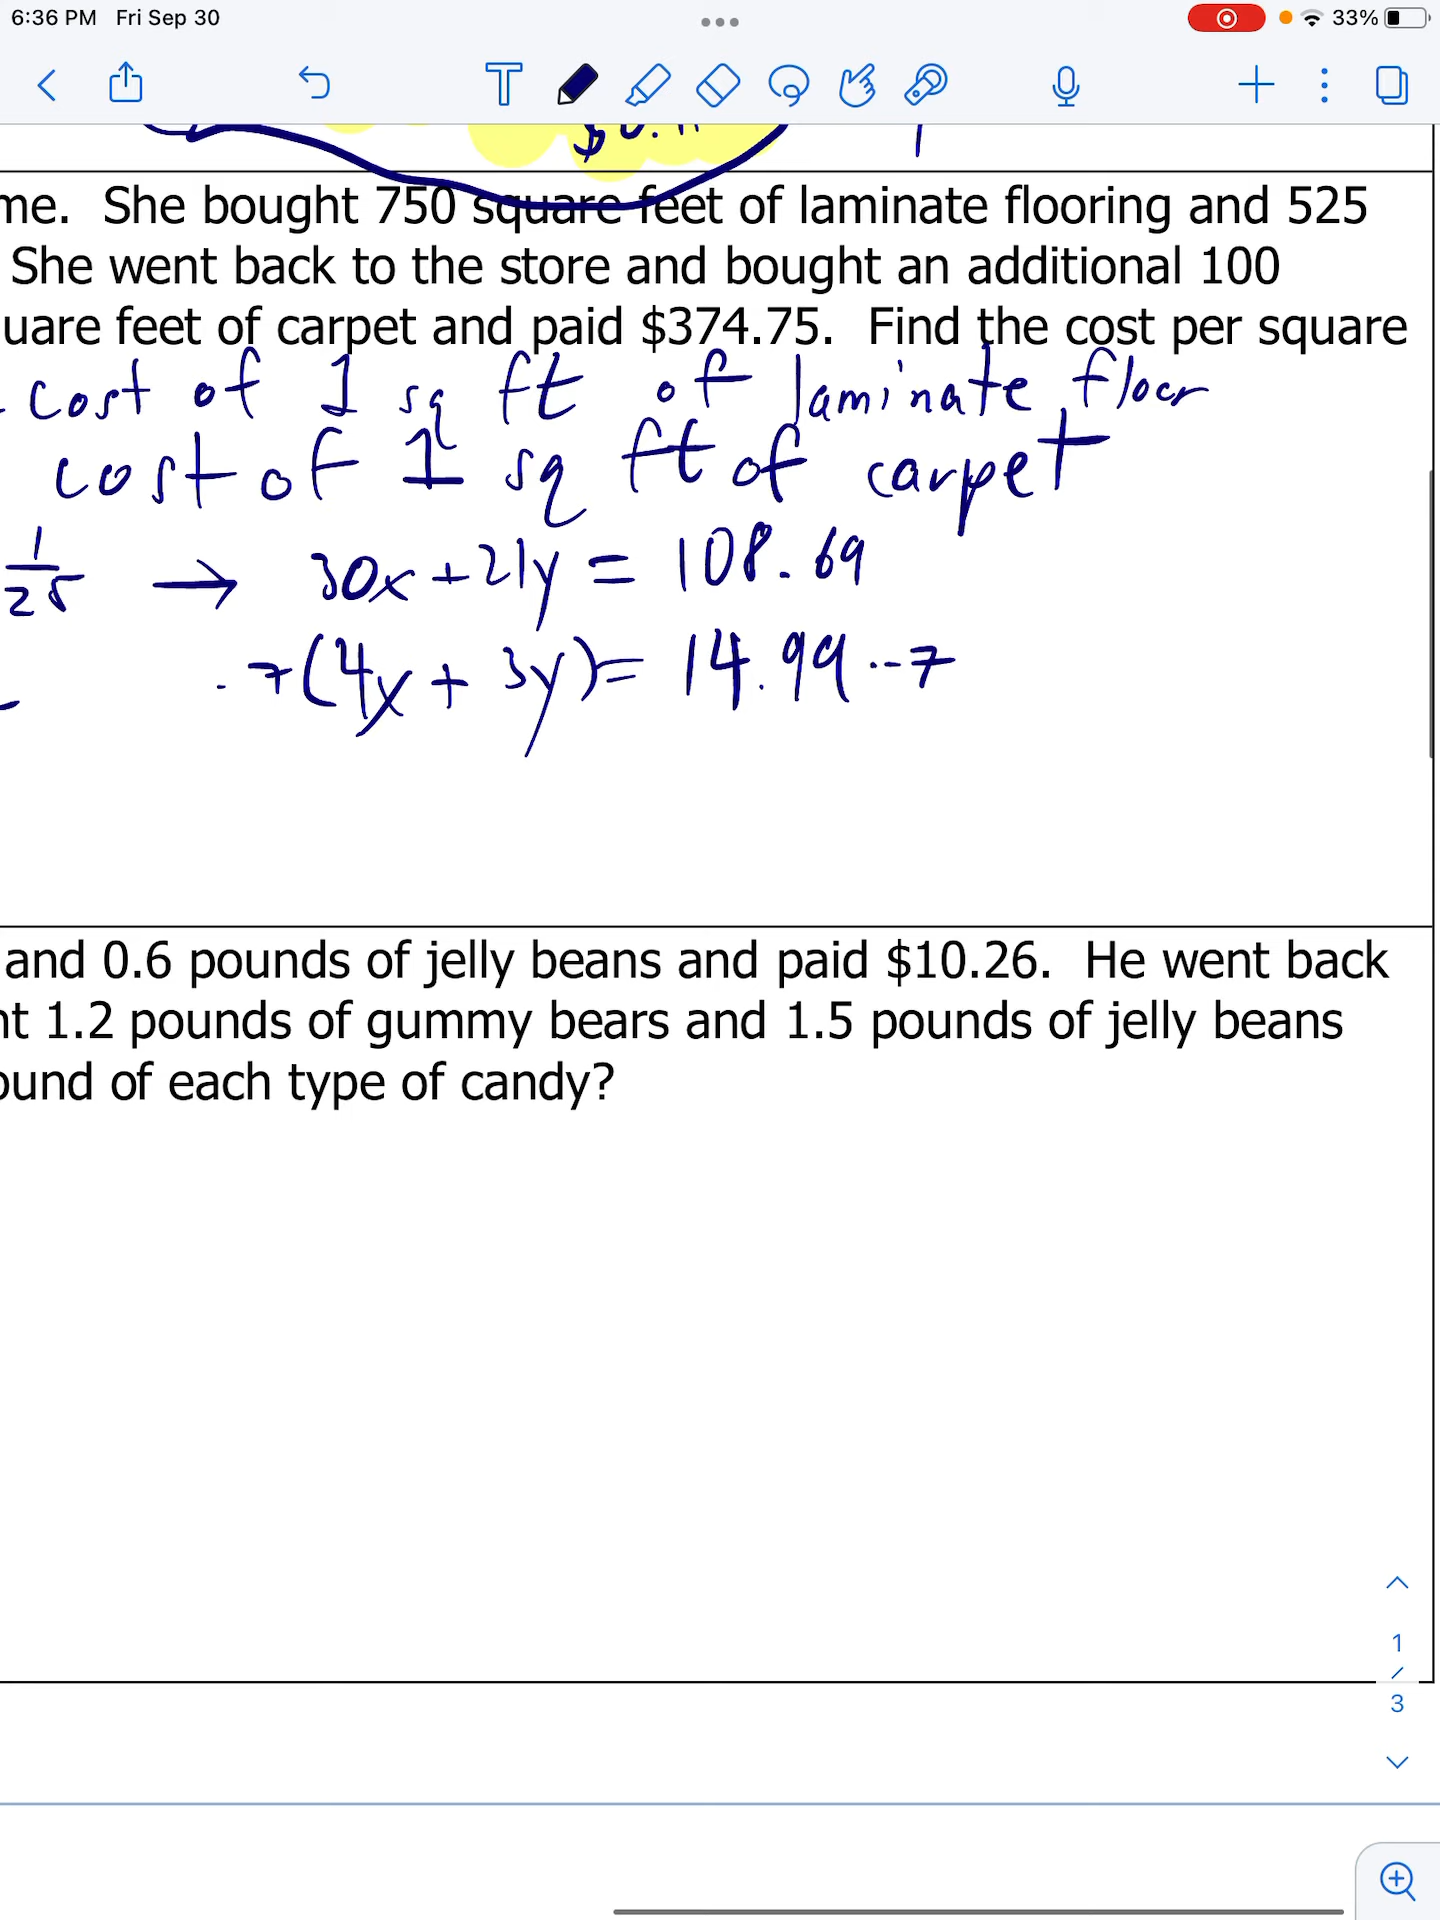 6:36 PM Fri Sep 30
33%
T
me. She bought 750 square feet of laminate flooring and 525
She went back to the store and bought an additional 100
uare feet of carpet and paid $374.75. Find the cost per square
cost of 1 sq ft of laminate floor
cost of 1 sq ft of carpet
1/25 → 30x + 21y = 108.69
-7(4x + 3y) = 14.99 · -7
and 0.6 pounds of jelly beans and paid $10.26. He went back
nt 1.2 pounds of gummy bears and 1.5 pounds of jelly beans
ound of each type of candy?
1
/
3